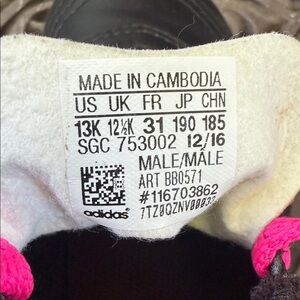 MADE IN CAMBODIA
US UK FR JP CHN
13K 12½K 31 190 185
SGC 753002 12/16
MALE/MÂLE
ART BB0571
#116703862
adidas